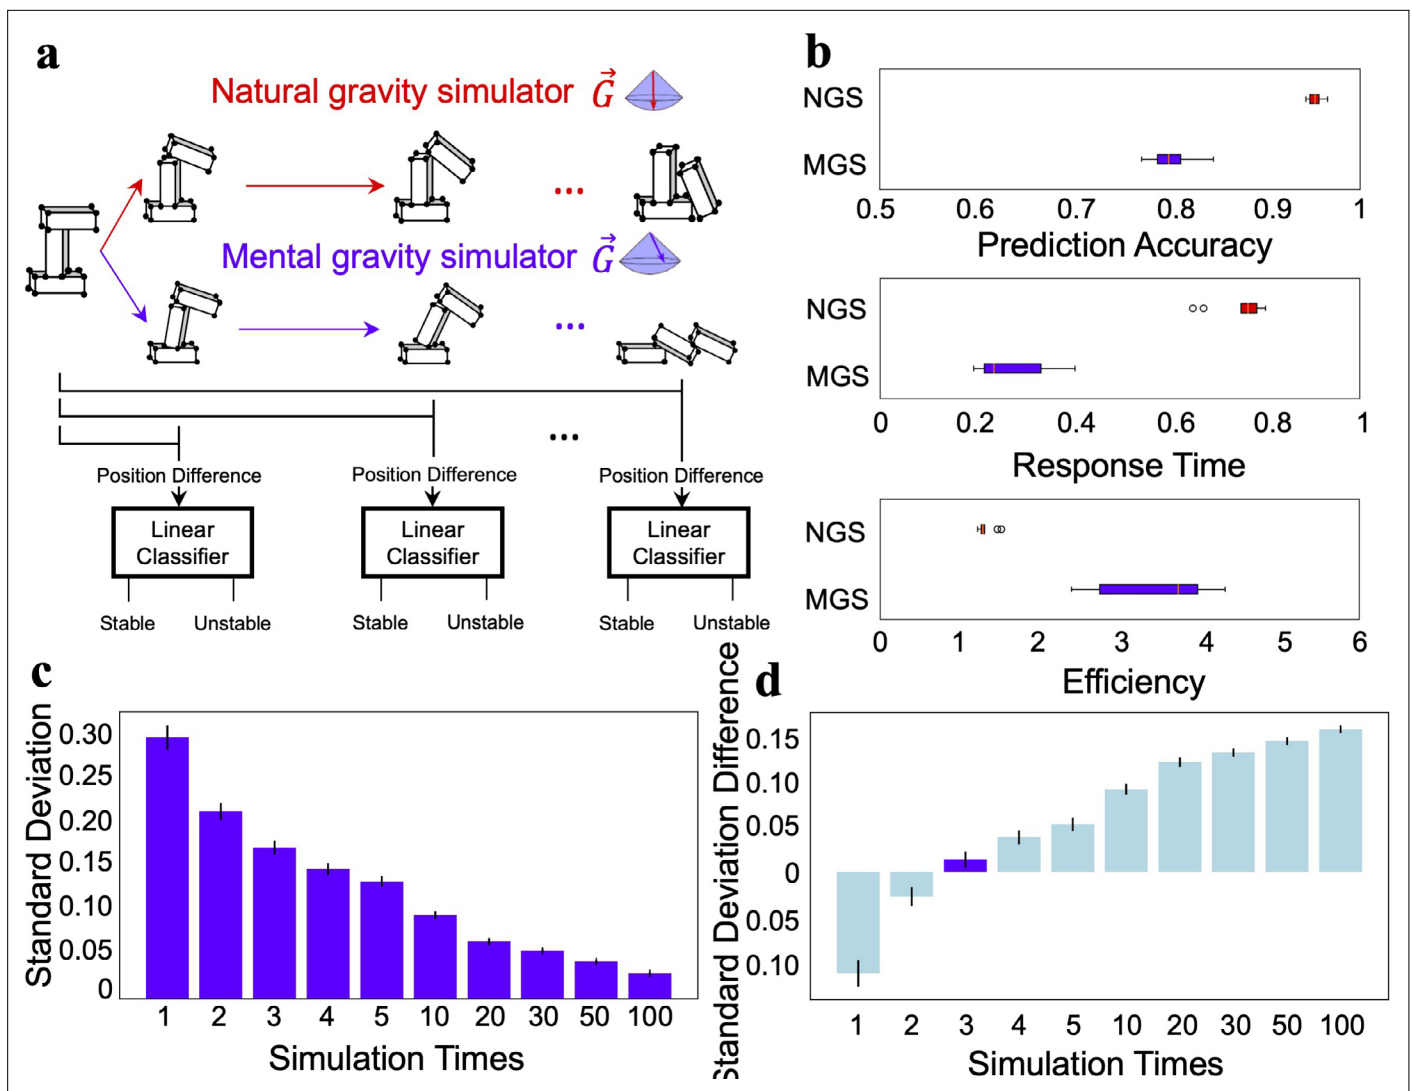 a
Natural gravity simulator G⃗
Mental gravity simulator G⃗
...
...
...
Position Difference
Position Difference
Position Difference
Linear Classifier
Linear Classifier
Linear Classifier
Stable
Unstable
Stable
Unstable
Stable
Unstable
b
NGS
MGS
0.5 0.6 0.7 0.8 0.9 1
Prediction Accuracy
NGS
MGS
0 0.2 0.4 0.6 0.8 1
Response Time
NGS
MGS
0 1 2 3 4 5 6
Efficiency
c
Standard Deviation
0.30
0.25
0.20
0.15
0.10
0.05
0
1 2 3 4 5 10 20 30 50 100
Simulation Times
d
Standard Deviation Difference
0.15
0.10
0.05
0
0.05
0.10
1 2 3 4 5 10 20 30 50 100
Simulation Times